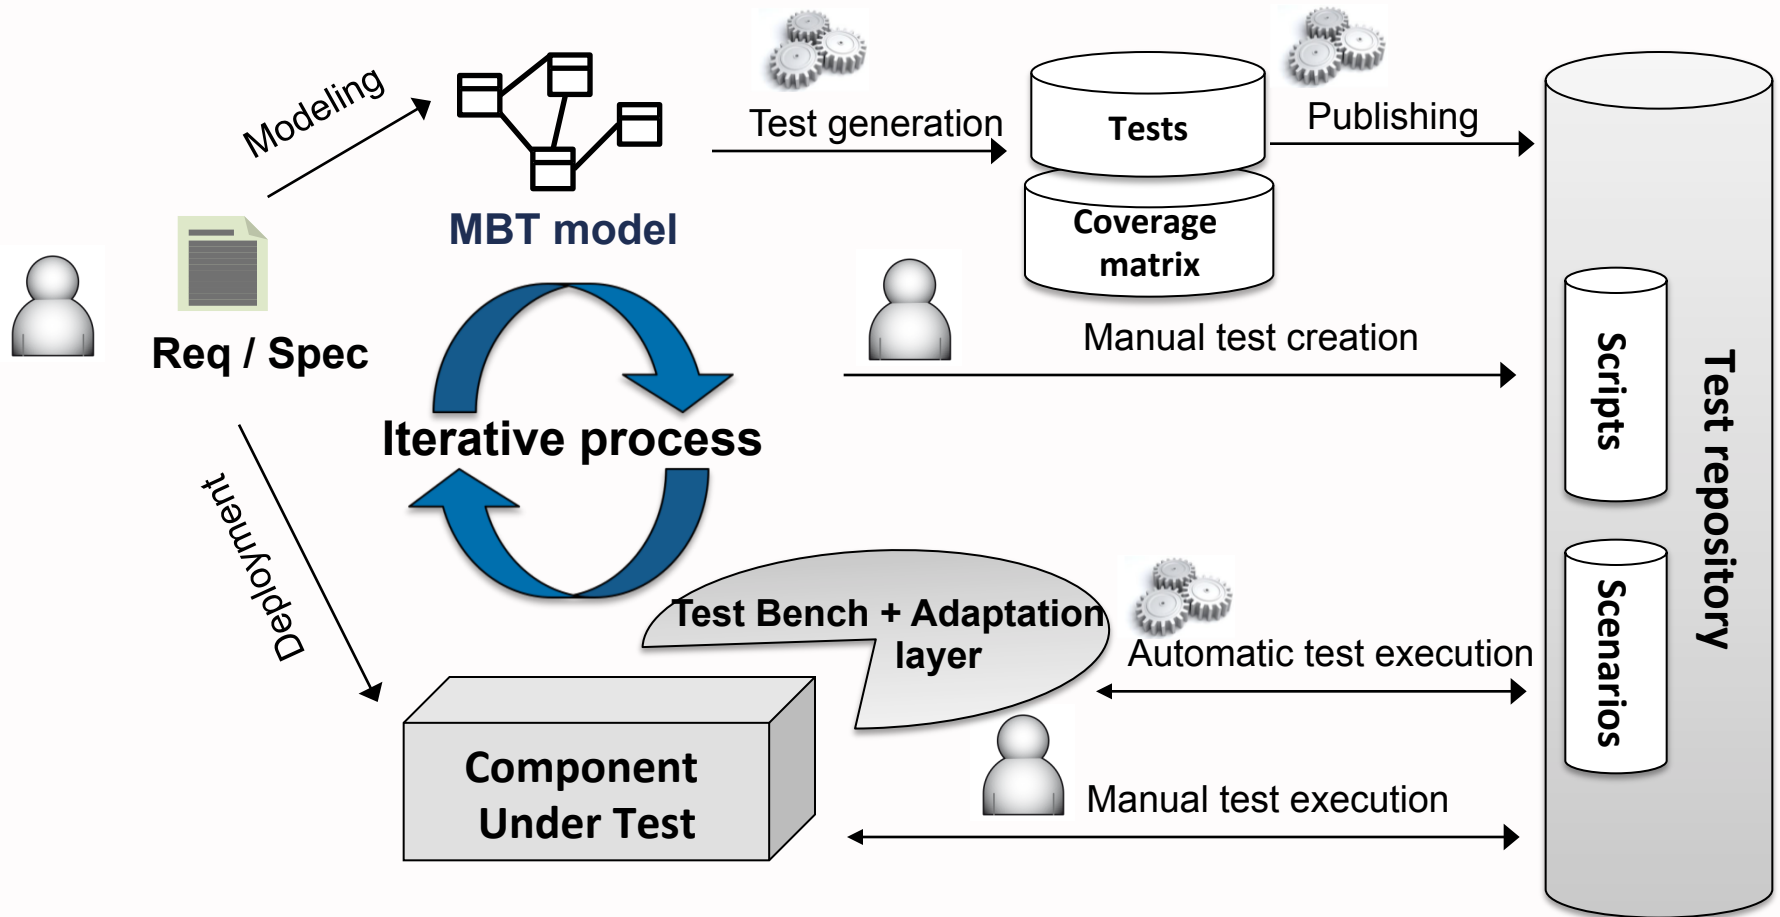 Modeling
Test generation
Tests
Publishing
MBT model
Coverage
matrix
Req / Spec
Manual test creation
Scripts
Test repository
Iterative process
Deployment
Test Bench + Adaptation
layer
Automatic test execution
Scenarios
Component
Under Test
Manual test execution